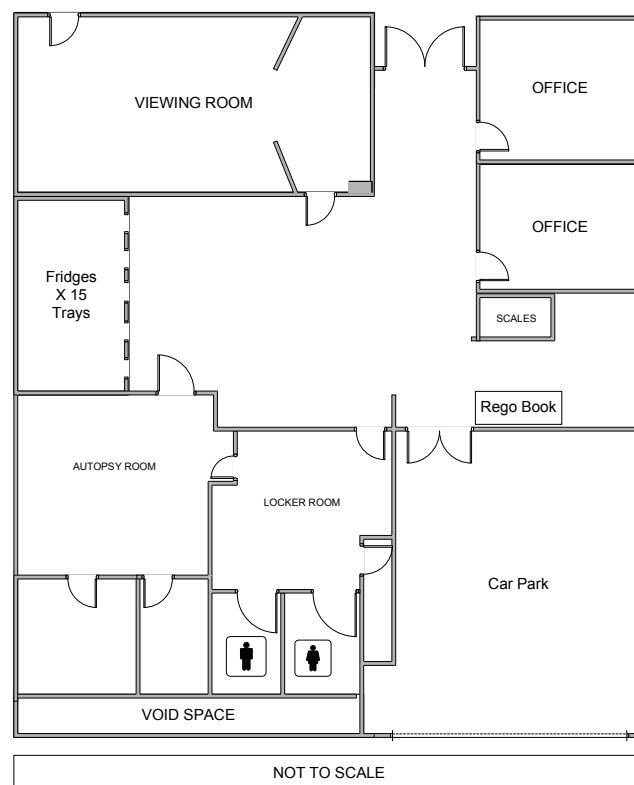 VIEWING ROOM
OFFICE
OFFICE
Fridges
X 15
Trays
SCALES
Rego Book
AUTOPSY ROOM
LOCKER ROOM
Car Park
VOID SPACE
NOT TO SCALE